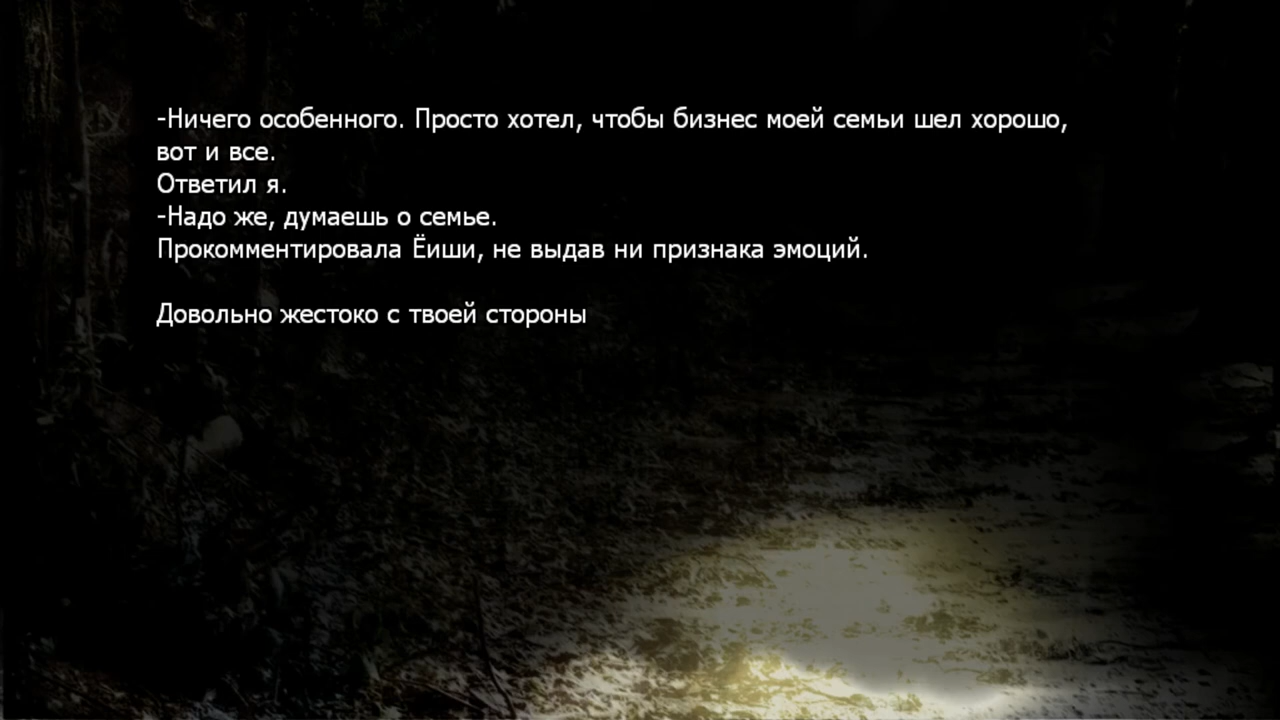 -Ничего особенного. Просто хотел, чтобы бизнес моей семьи шел хорошо,
вот и все.
Ответил я.
-Надо же, думаешь о семье.
Прокомментировала Ёиши, не выдав ни признака эмоций.
Довольно жестоко с твоей стороны